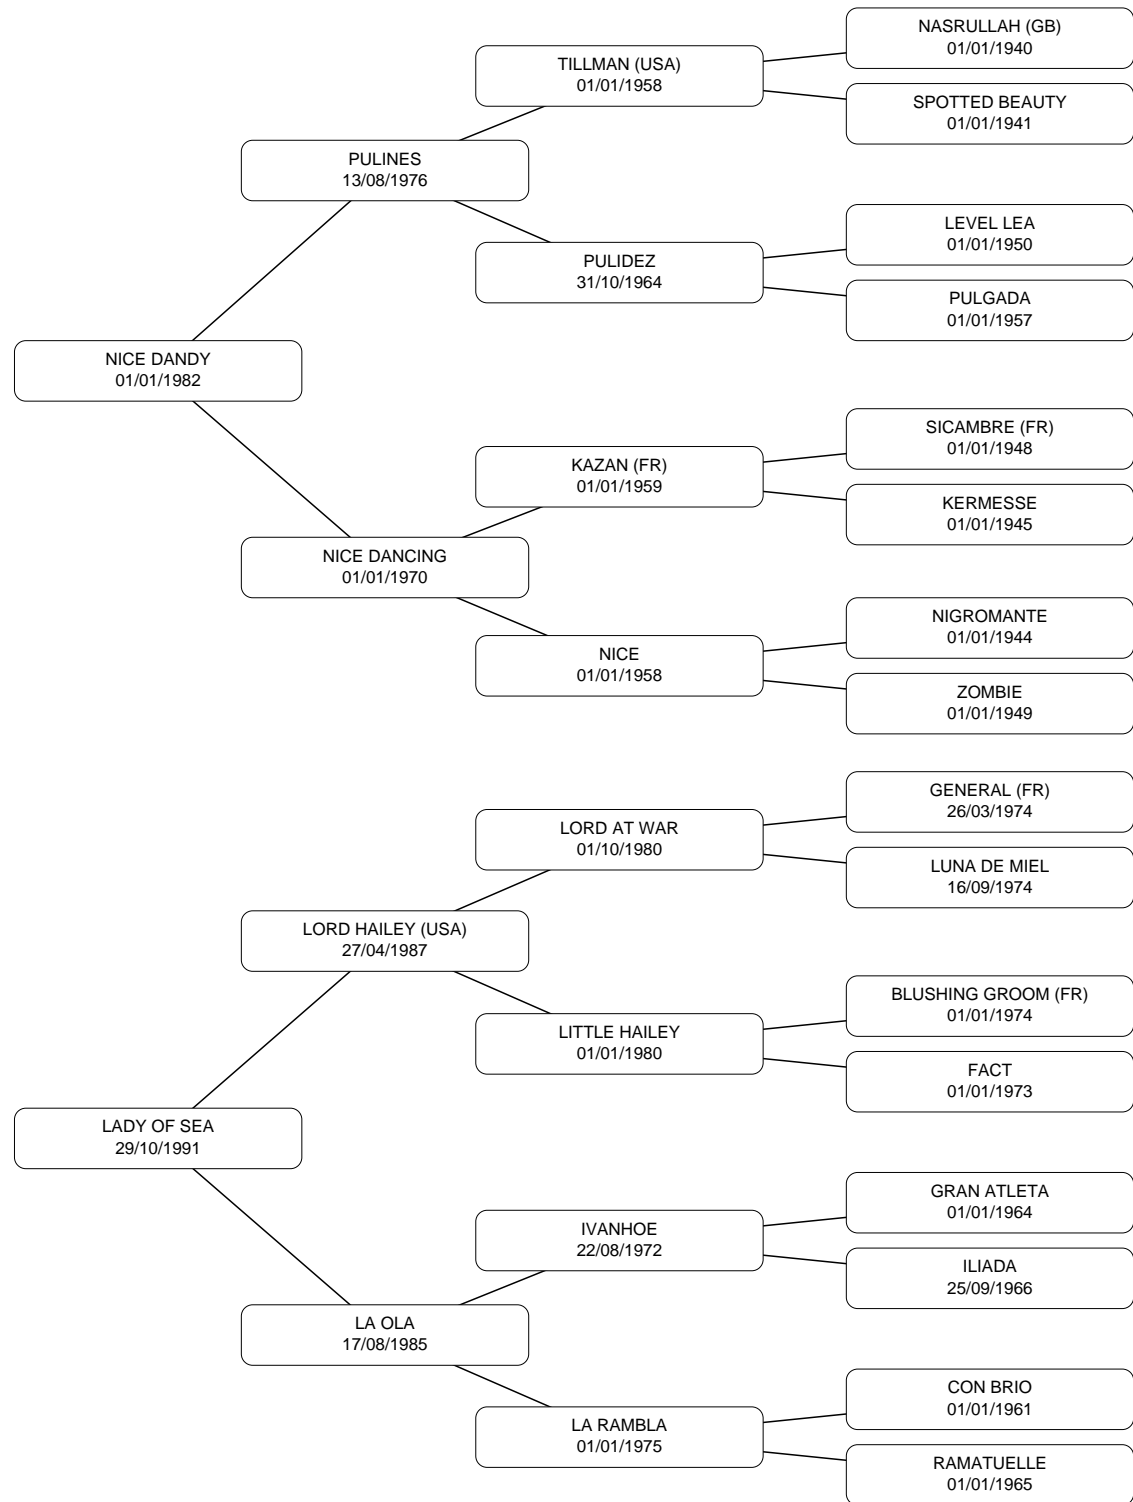 NASRULLAH (GB)
01/01/1940
TILLMAN (USA)
01/01/1958
SPOTTED BEAUTY
01/01/1941
PULINES
13/08/1976
LEVEL LEA
01/01/1950
PULIDEZ
31/10/1964
PULGADA
01/01/1957
NICE DANDY
01/01/1982
SICAMBRE (FR)
01/01/1948
KAZAN (FR)
01/01/1959
KERMESSE
01/01/1945
NICE DANCING
01/01/1970
NIGROMANTE
01/01/1944
NICE
01/01/1958
ZOMBIE
01/01/1949
GENERAL (FR)
26/03/1974
LORD AT WAR
01/10/1980
LUNA DE MIEL
16/09/1974
LORD HAILEY (USA)
27/04/1987
BLUSHING GROOM (FR)
01/01/1974
LITTLE HAILEY
01/01/1980
FACT
01/01/1973
LADY OF SEA
29/10/1991
GRAN ATLETA
01/01/1964
IVANHOE
22/08/1972
ILIADA
25/09/1966
LA OLA
17/08/1985
CON BRIO
01/01/1961
LA RAMBLA
01/01/1975
RAMATUELLE
01/01/1965